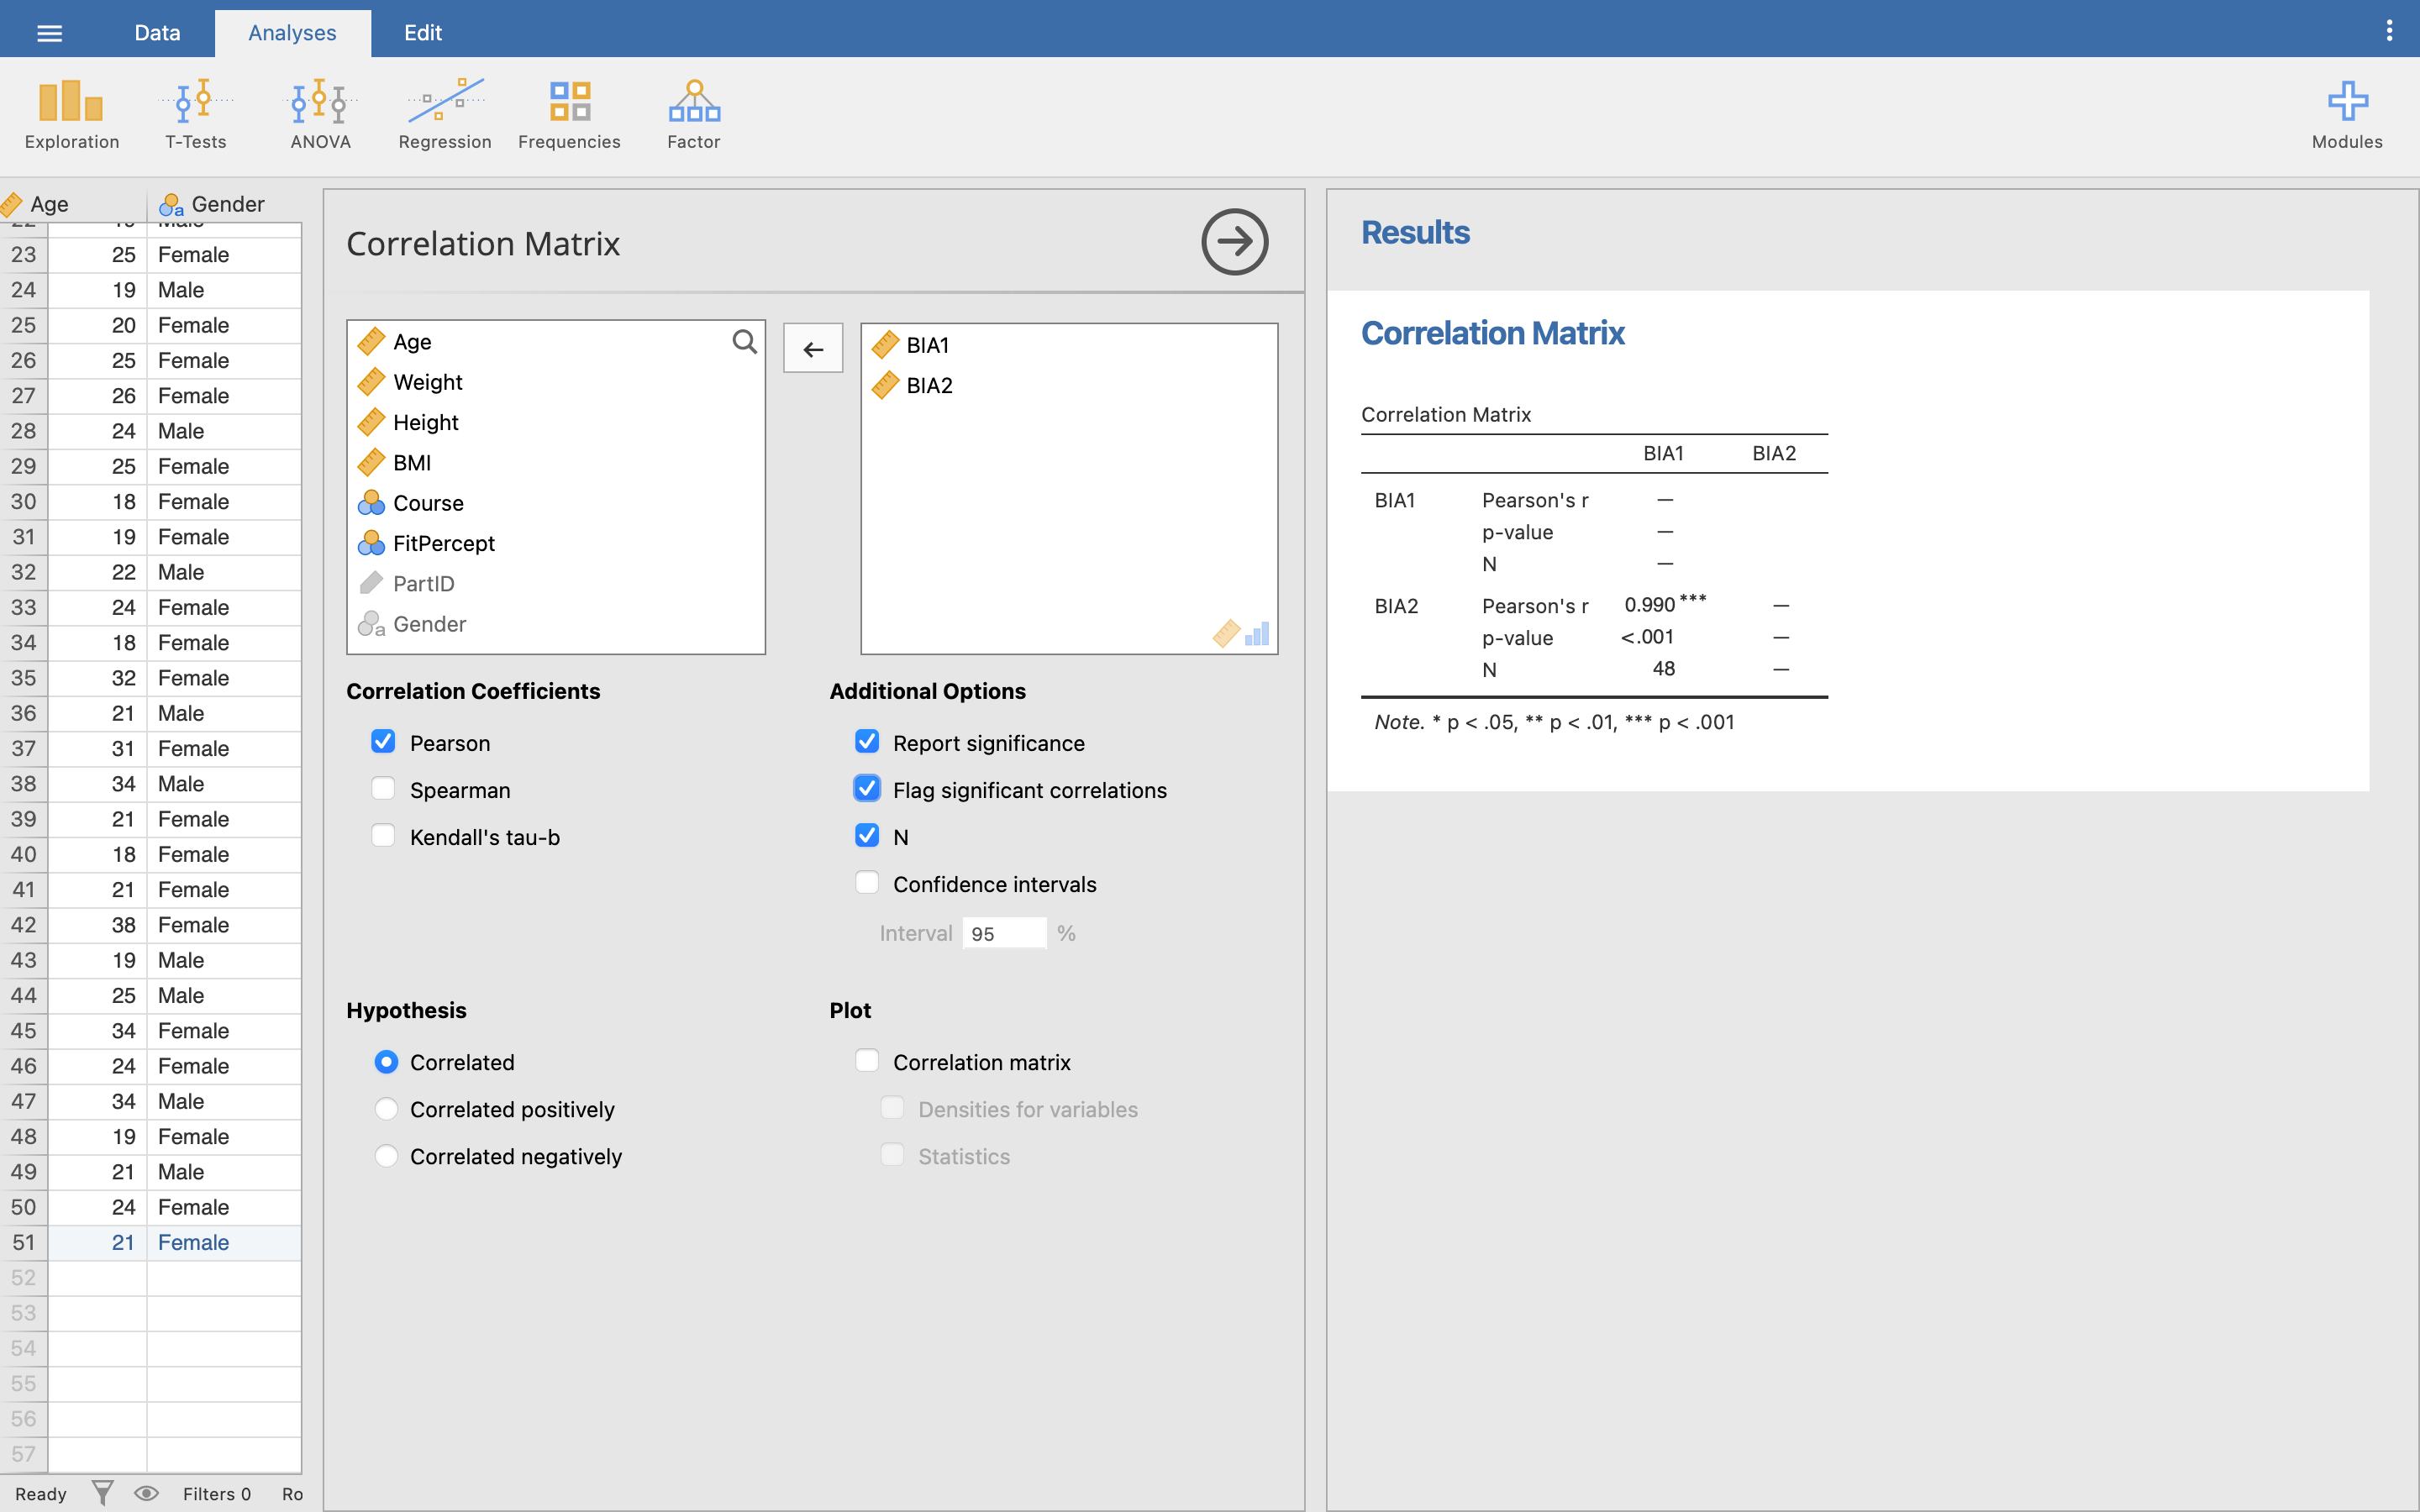 Data Analyses Edit
Exploration T-Tests ANOVA Regression Frequencies Factor Modules
Age Gender
23 25 Female
24 19 Male
25 20 Female
26 25 Female
27 26 Female
28 24 Male
29 25 Female
30 18 Female
31 19 Female
32 22 Male
33 24 Female
34 18 Female
35 32 Female
36 21 Male
37 31 Female
38 34 Male
39 21 Female
40 18 Female
41 21 Female
42 38 Female
43 19 Male
44 25 Male
45 34 Female
46 24 Female
47 34 Male
48 19 Female
49 21 Male
50 24 Female
51 21 Female
52
53
54
55
56
57
Ready Filters 0 Ro
Correlation Matrix
Age
Weight
Height
BMI
Course
FitPercept
PartID
a Gender
BIA1
BIA2
Correlation Coefficients
Pearson
Spearman
Kendall's tau-b
Additional Options
Report significance
Flag significant correlations
N
Confidence intervals
Interval 95 %
Hypothesis
Correlated
Correlated positively
Correlated negatively
Plot
Correlation matrix
Densities for variables
Statistics
Results
Correlation Matrix
Correlation Matrix
BIA1 BIA2
BIA1 Pearson's r —
p-value —
N —
BIA2 Pearson's r 0.990 *** —
p-value <.001 —
N 48 —
Note. * p < .05, ** p < .01, *** p < .001